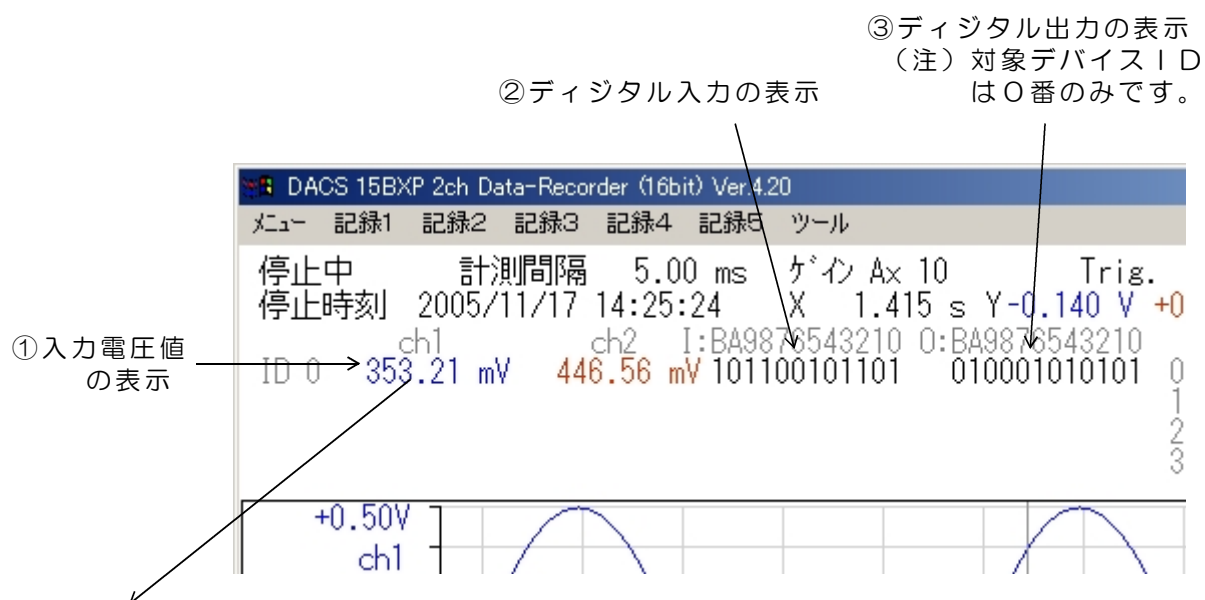 ③ディジタル出力の表示
（注）対象デバイスＩＤ
は０番のみです。
②ディジタル入力の表示
DACS 15BXP 2ch Data-Recorder (16bit) Ver.4.20
ﾒﾆｭｰ 記録1 記録2 記録3 記録4 記録5 ツール
停止中 計測間隔 5.00 ms ｹﾞｲﾝ Ax 10 Trig.
停止時刻 2005/11/17 14:25:24 X 1.415 s Y-0.140 V +0
ch1 ch2 I:BA9876543210 O:BA9876543210
①入力電圧値
の表示
ID 0 353.21 mV 446.56 mV 101100101101 010001010101 0
1
2
3
+0.50V
ch1